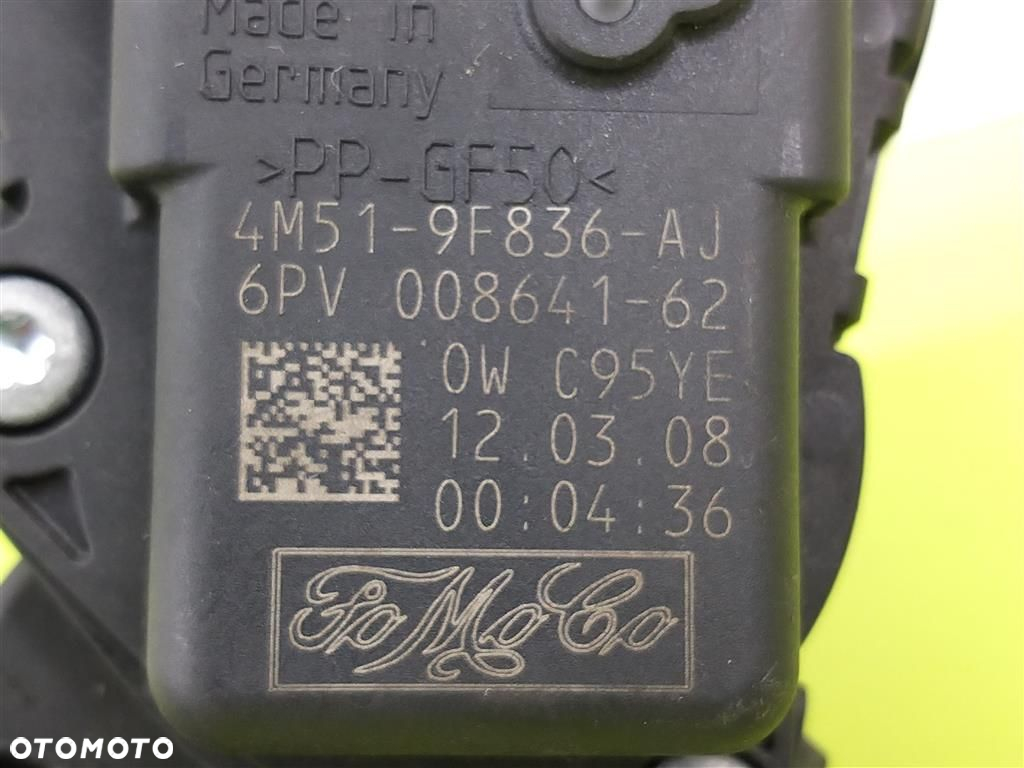 Made in
Germany
>PP-GF50<
4M51-9F836-AJ
6PV 008641-62
0W C95YE
12.03.08
00:04:36
FoMoCo
OTOMOTO